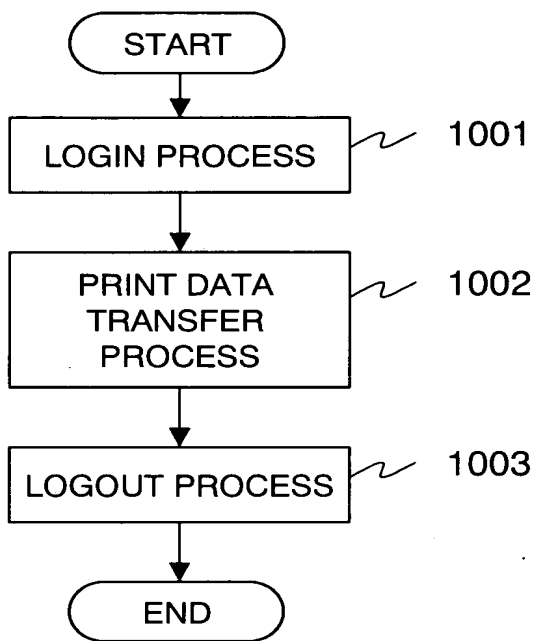 START
LOGIN PROCESS
1001
PRINT DATA
TRANSFER
PROCESS
1002
LOGOUT PROCESS
1003
END